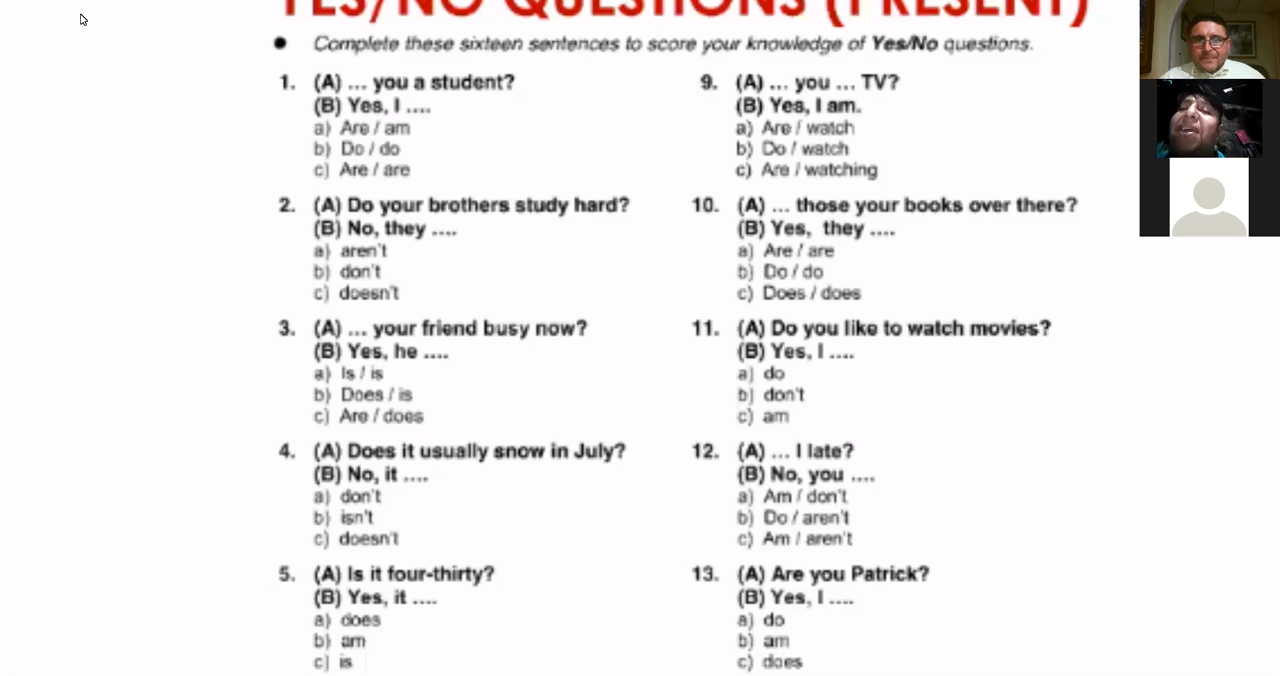 YES/NO QUESTIONS (PRESENT)
● Complete these sixteen sentences to score your knowledge of Yes/No questions.
1. (A) ... you a student?
(B) Yes, I ....
a) Are / am
b) Do / do
c) Are / are
2. (A) Do your brothers study hard?
(B) No, they ....
a) aren't
b) don't
c) doesn't
3. (A) ... your friend busy now?
(B) Yes, he ....
a) Is / is
b) Does / is
c) Are / does
4. (A) Does it usually snow in July?
(B) No, it ....
a) don't
b) isn't
c) doesn't
5. (A) Is it four-thirty?
(B) Yes, it ....
a) does
b) am
c) is
9. (A) ... you ... TV?
(B) Yes, I am.
a) Are / watch
b) Do / watch
c) Are / watching
10. (A) ... those your books over there?
(B) Yes, they ....
a) Are / are
b) Do / do
c) Does / does
11. (A) Do you like to watch movies?
(B) Yes, I ....
a) do
b) don't
c) am
12. (A) ... I late?
(B) No, you ....
a) Am / don't
b) Do / aren't
c) Am / aren't
13. (A) Are you Patrick?
(B) Yes, I ....
a) do
b) am
c) does